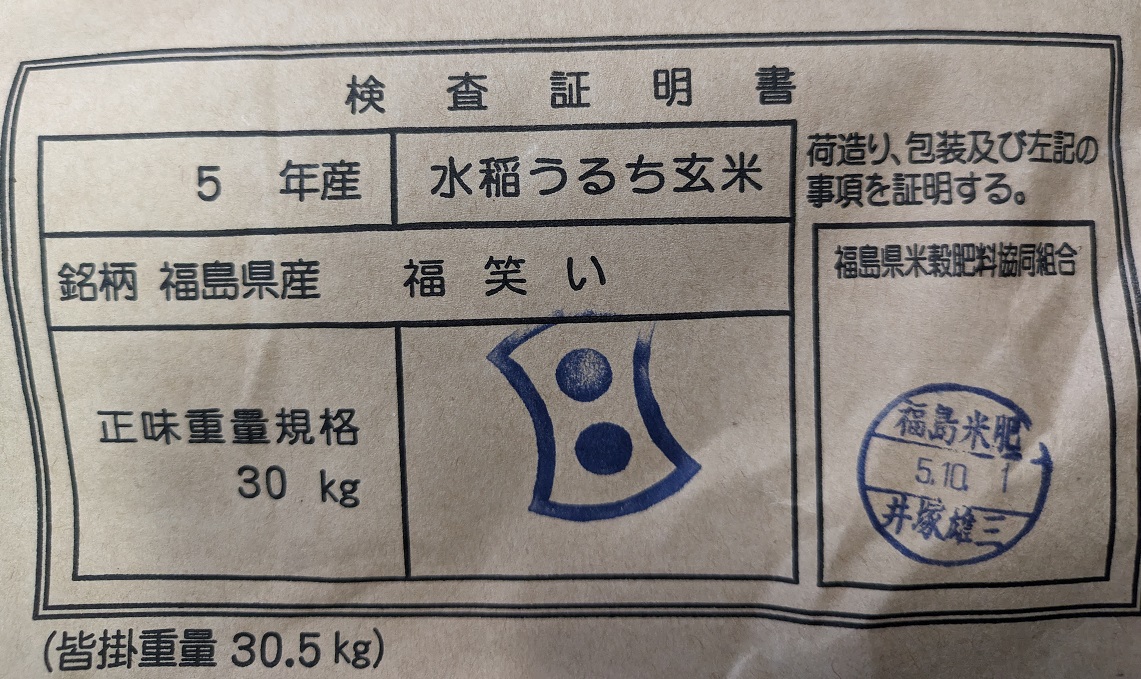 検査証明書
5 年産
水稲うるち玄米
銘柄 福島県産 福笑い
正味重量規格
30 kg
荷造り、包装及び左記の
事項を証明する。
福島県米穀肥料協同組合
福島米肥
5.10. 1
井塚雄三
(皆掛重量 30.5 kg)